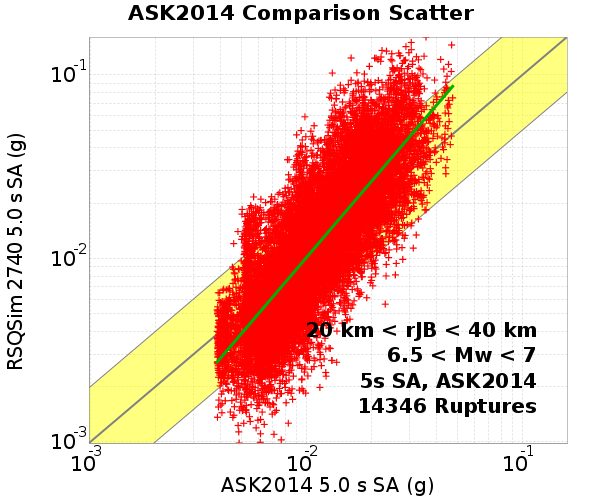 ASK2014 Comparison Scatter
RSQSim 2740 5.0 s SA (g)
10-1
10-2
10-3
20 km < rJB < 40 km
6.5 < Mw < 7
5s SA, ASK2014
14346 Ruptures
10-3 10-2 10-1
ASK2014 5.0 s SA (g)